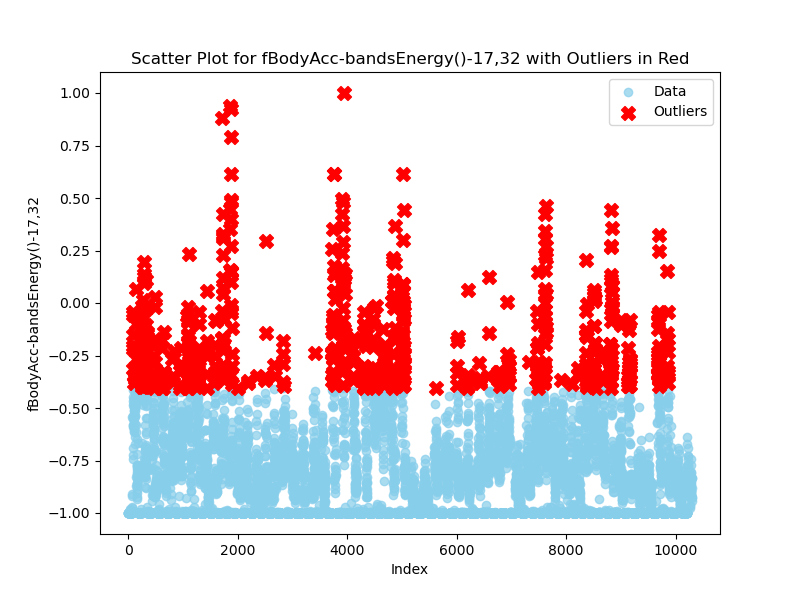 Scatter Plot for fBodyAcc-bandsEnergy()-17,32 with Outliers in Red
Data
Outliers
1.00
0.75
0.50
0.25
0.00
−0.25
−0.50
−0.75
−1.00
fBodyAcc-bandsEnergy()-17,32
0 2000 4000 6000 8000 10000
Index